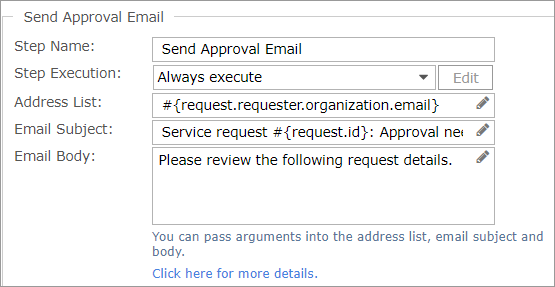 Send Approval Email
Step Name: Send Approval Email
Step Execution: Always execute Edit
Address List: #{request.requester.organization.email}
Email Subject: Service request #{request.id}: Approval nee
Email Body: Please review the following request details.
You can pass arguments into the address list, email subject and
body.
Click here for more details.